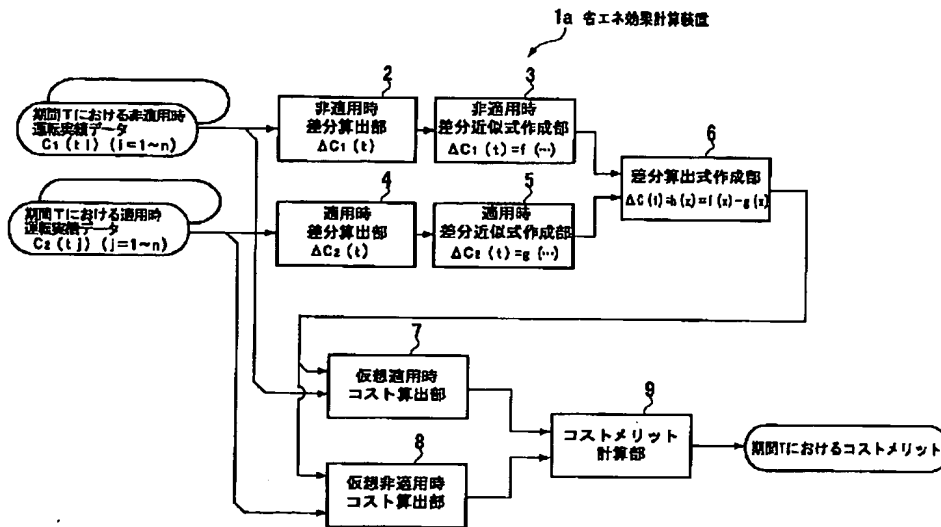 1a 省エネ効果計算装置
期間Tにおける非適用時
運転実績データ
C1(ti)(i=1~n)
2
非適用時
差分算出部
ΔC1(t)
3
非適用時
差分近似式作成部
ΔC1(t)=f(…)
期間Tにおける適用時
運転実績データ
C2(tj)(j=1~n)
4
適用時
差分算出部
ΔC2(t)
5
適用時
差分近似式作成部
ΔC2(t)=g(…)
6
差分算出式作成部
ΔC(t)=h(x)=f(x)-g(x)
7
仮想適用時
コスト算出部
8
仮想非適用時
コスト算出部
9
コストメリット
計算部
期間Tにおけるコストメリット